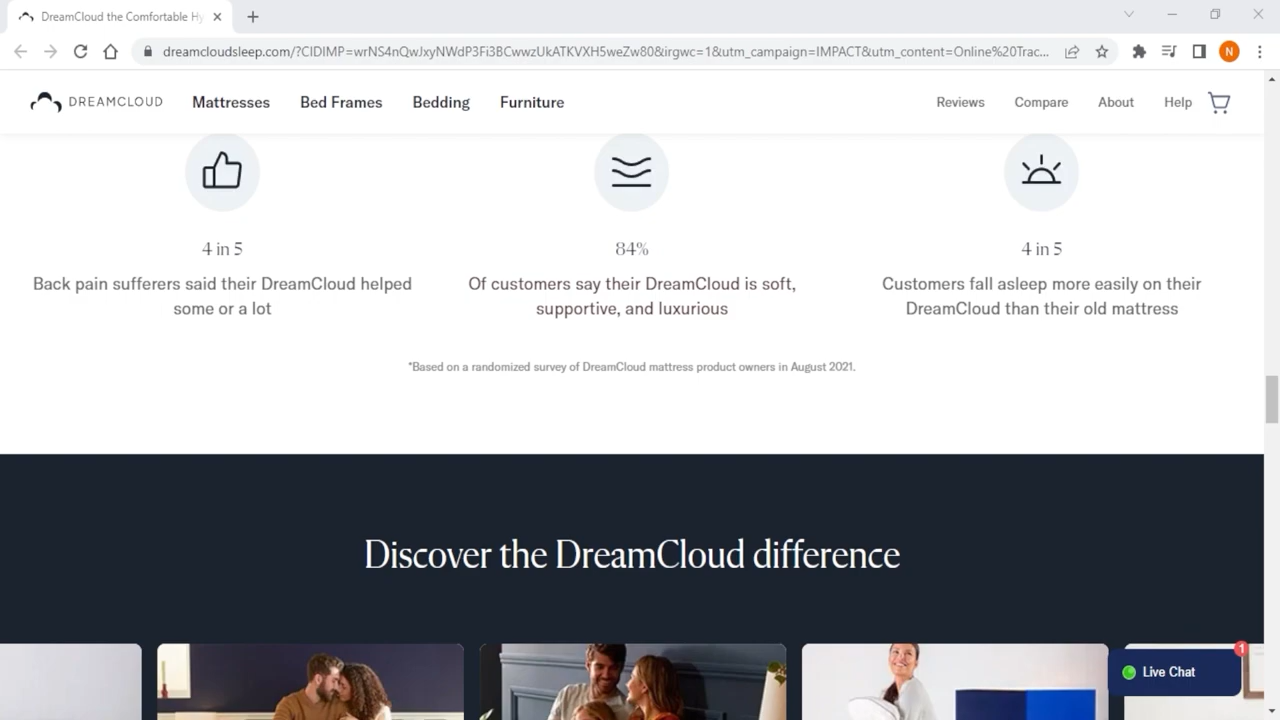 DreamCloud the Comfortable Hy
dreamcloudsleep.com/?CIDIMP=wrNS4nQwJxyNWdP3Fi3BCwwzUkATKVXH5weZw80&irgwc=1&utm_campaign=IMPACT&utm_content=Online%20Trac...
N
DREAMCLOUD Mattresses Bed Frames Bedding Furniture Reviews Compare About Help
4 in 5
Back pain sufferers said their DreamCloud helped
some or a lot
84%
Of customers say their DreamCloud is soft,
supportive, and luxurious
4 in 5
Customers fall asleep more easily on their
DreamCloud than their old mattress
*Based on a randomized survey of DreamCloud mattress product owners in August 2021.
Discover the DreamCloud difference
1
Live Chat